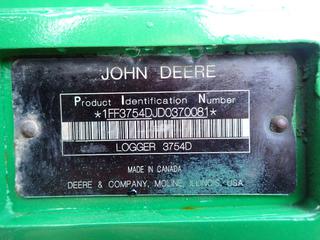 JOHN DEERE
Product Identification Number
*1FF3754DJD0370081*
LOGGER 3754D
MADE IN CANADA
DEERE & COMPANY, MOLINE, ILLINOIS USA